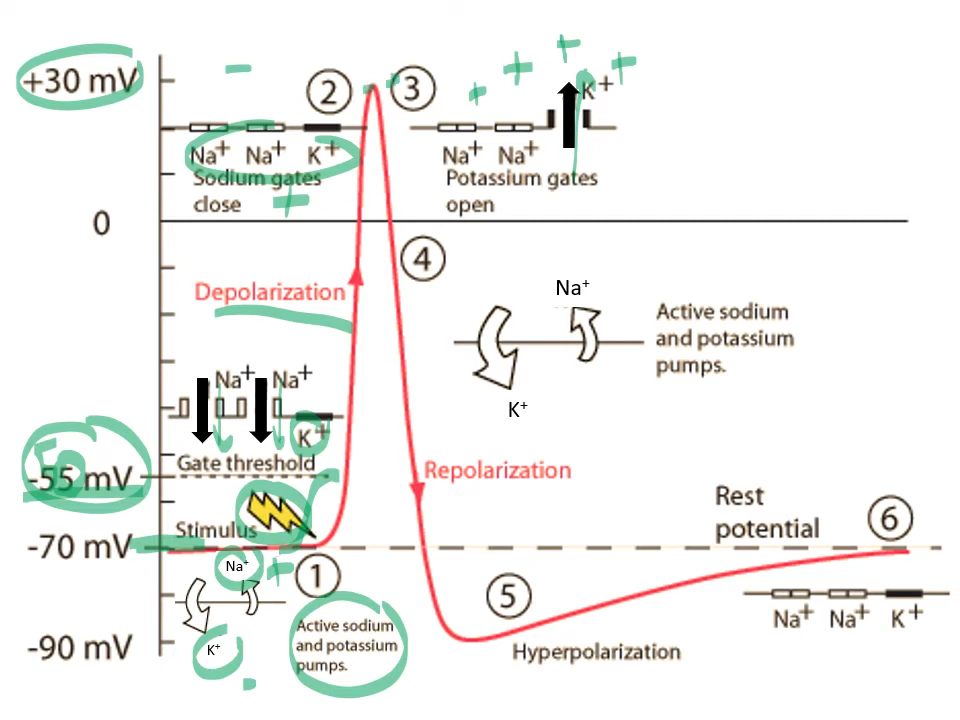 +30 mV
2
3
K+
Na+ Na+ K+
Sodium gates
close
Na+ Na+
Potassium gates
open
0
4
Depolarization
Na+
Active sodium
and potassium
pumps.
K+
Na+ Na+
K+
Gate threshold
-55 mV
Repolarization
Stimulus
Rest
potential
6
-70 mV
Na+
1
5
K+
Active sodium
and potassium
pumps.
Na+ Na+ K+
-90 mV
Hyperpolarization